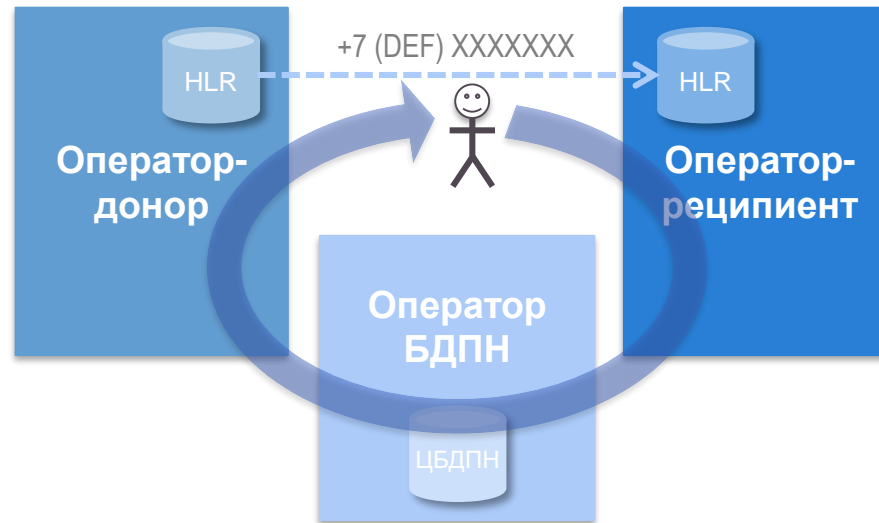 +7 (DEF) XXXXXXX
HLR
HLR
Оператор-
донор
Оператор-
реципиент
Оператор
БДПН
ЦБДПН